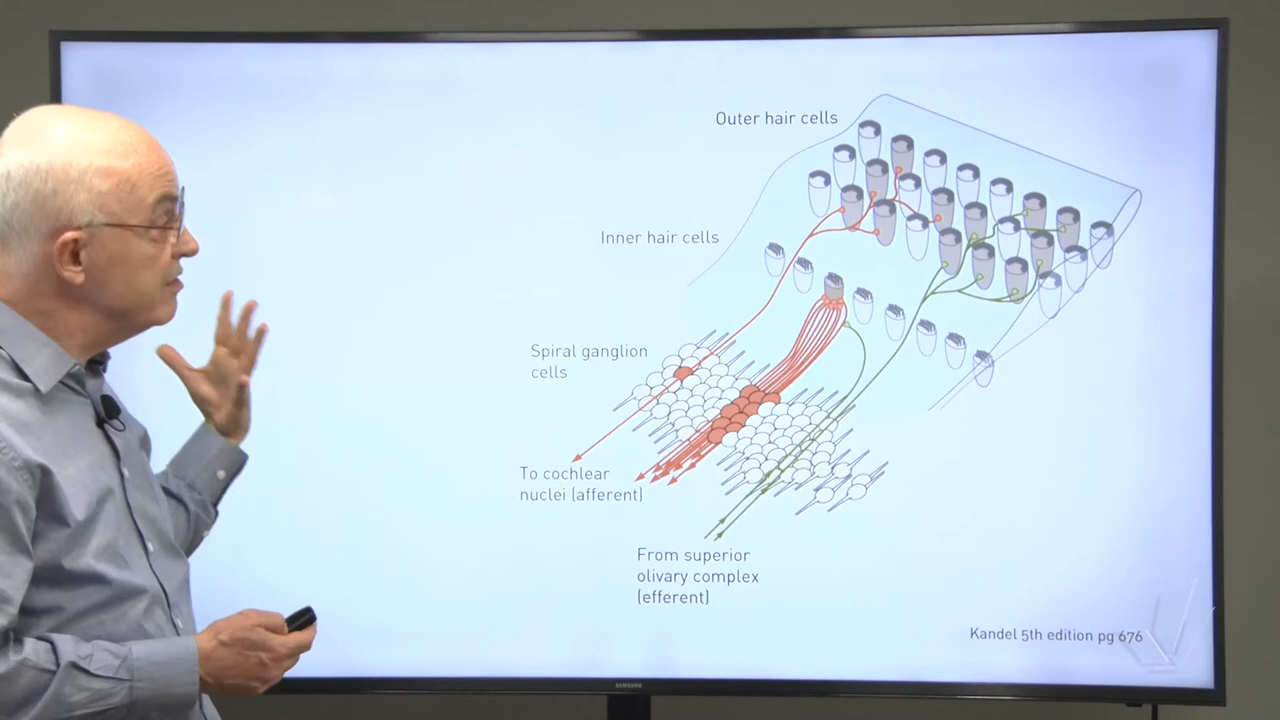 Outer hair cells
Inner hair cells
Spiral ganglion
cells
To cochlear
nuclei (afferent)
From superior
olivary complex
(efferent)
Kandel 5th edition pg 676
SAMSUNG